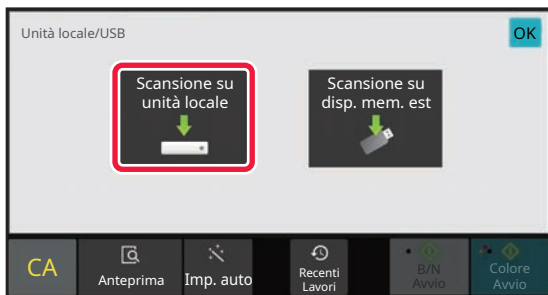 Unità locale/USB
OK
Scansione su
unità locale
Scansione su
disp. mem. est
CA
Anteprima
Imp. auto
Recenti
Lavori
B/N
Avvio
Colore
Avvio